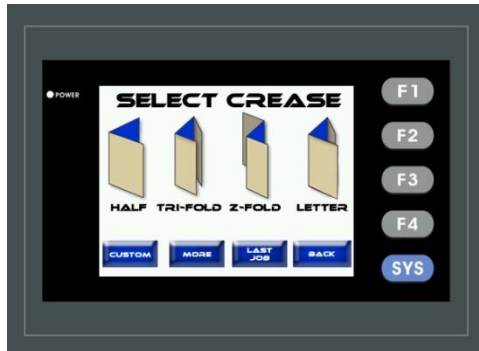 POWER
SELECT CREASE
HALF TRI-FOLD Z-FOLD LETTER
CUSTOM MORE LAST JOB BACK
F1
F2
F3
F4
SYS